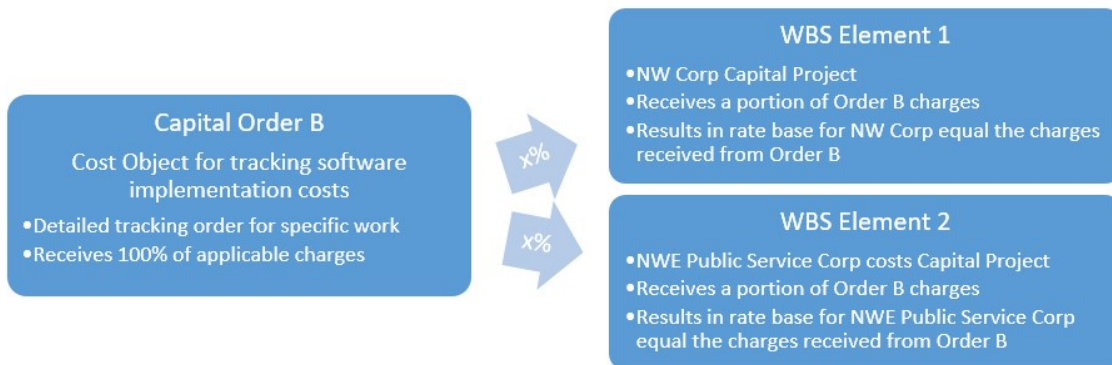 Capital Order B
Cost Object for tracking software
implementation costs
•Detailed tracking order for specific work
•Receives 100% of applicable charges
x%
x%
WBS Element 1
•NW Corp Capital Project
•Receives a portion of Order B charges
•Results in rate base for NW Corp equal the charges
received from Order B
WBS Element 2
•NWE Public Service Corp costs Capital Project
•Receives a portion of Order B charges
•Results in rate base for NWE Public Service Corp
equal the charges received from Order B